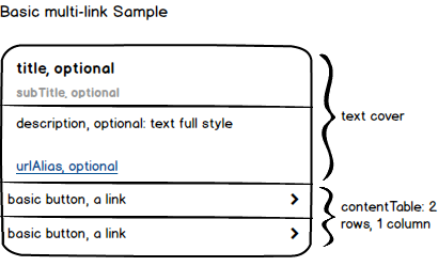 Basic multi-link Sample
title, optional
subTitle, optional
description, optional: text full style
urlAlias, optional
text cover
basic button, a link
basic button, a link
contentTable: 2
rows, 1 column